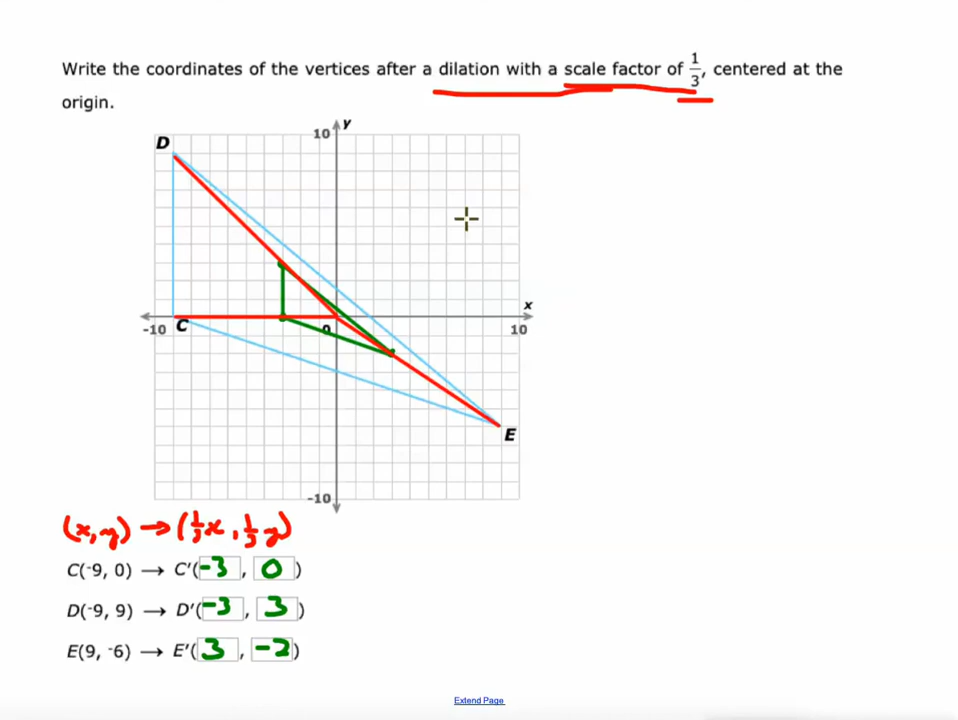 Write the coordinates of the vertices after a dilation with a scale factor of 1/3, centered at the
origin.
D
10
y
x
-10
C
0
10
E
-10
(x,y) → (1/3x, 1/3y)
C(-9, 0) → C'(-3, 0)
D(-9, 9) → D'(-3, 3)
E(9, -6) → E'(3, -2)
Extend Page